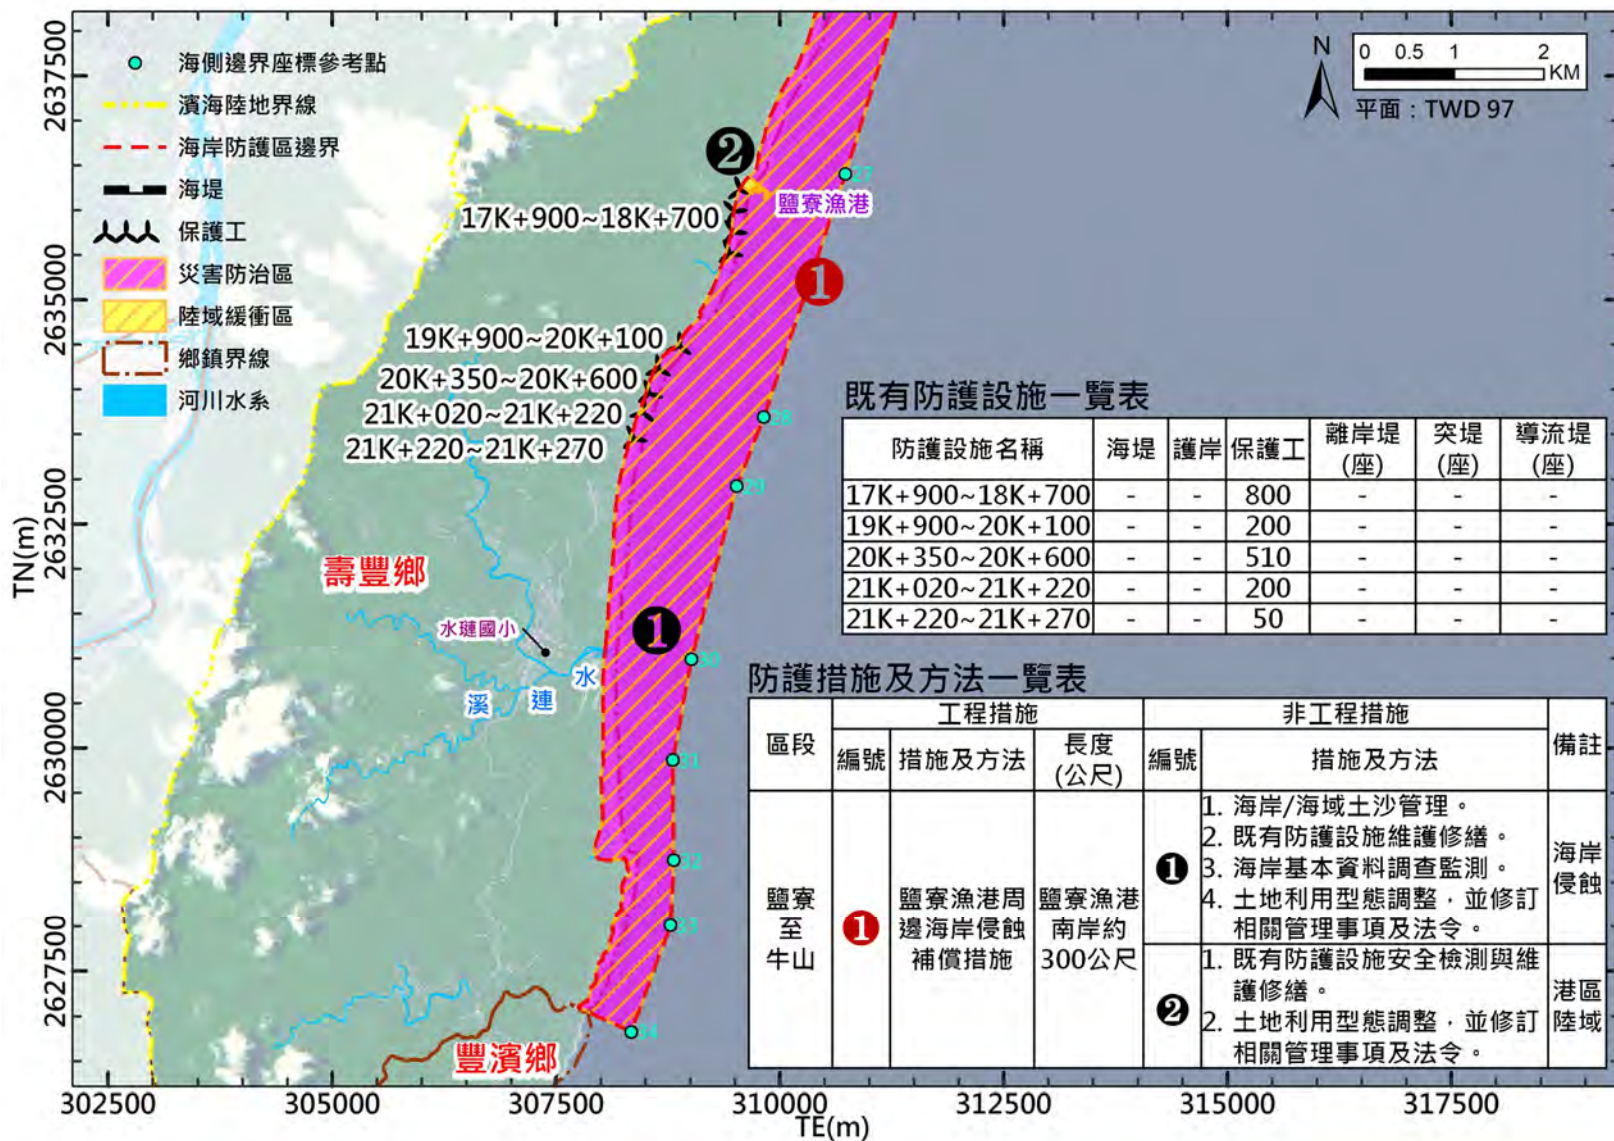 海側邊界座標參考點
濱海陸地界線
海岸防護區邊界
海堤
保護工
災害防治區
陸域緩衝區
鄉鎮界線
河川水系
N
0 0.5 1 2
KM
平面：TWD 97
2637500
2635000
2632500
2630000
2627500
TN(m)
302500 305000 307500 310000 312500 315000 317500
TE(m)
❷
17K+900~18K+700
鹽寮漁港
27
❶
19K+900~20K+100
20K+350~20K+600
21K+020~21K+220
21K+220~21K+270
28
29
壽豐鄉
水璉國小
❶
30
水
連
溪
31
32
33
34
豐濱鄉
既有防護設施一覽表
防護設施名稱 海堤 護岸 保護工 離岸堤(座) 突堤(座) 導流堤(座)
17K+900~18K+700 - - 800 - - -
19K+900~20K+100 - - 200 - - -
20K+350~20K+600 - - 510 - - -
21K+020~21K+220 - - 200 - - -
21K+220~21K+270 - - 50 - - -
防護措施及方法一覽表
區段 工程措施 非工程措施 備註
編號 措施及方法 長度(公尺) 編號 措施及方法
鹽寮
至
牛山
❶
鹽寮漁港周
邊海岸侵蝕
補償措施
鹽寮漁港
南岸約
300公尺
❶
1. 海岸/海域土沙管理。
2. 既有防護設施維護修繕。
3. 海岸基本資料調查監測。
4. 土地利用型態調整，並修訂
相關管理事項及法令。
海岸
侵蝕
❷
1. 既有防護設施安全檢測與維
護修繕。
2. 土地利用型態調整，並修訂
相關管理事項及法令。
港區
陸域